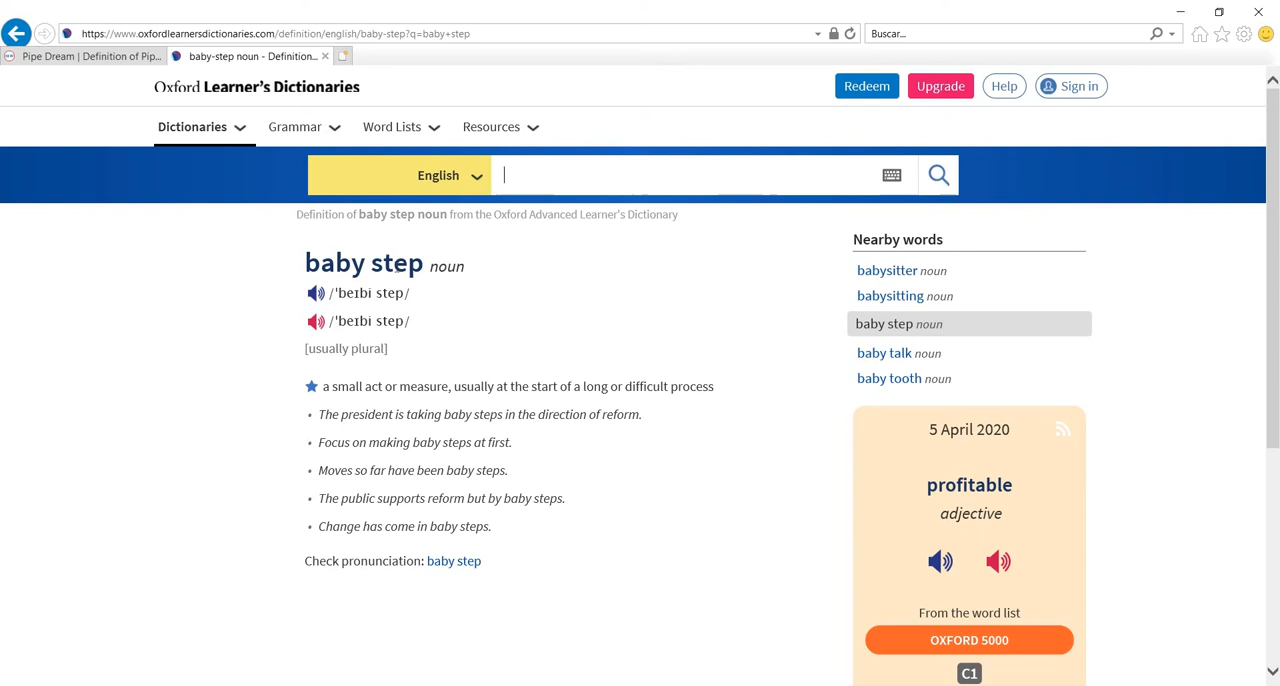 https://www.oxfordlearnersdictionaries.com/definition/english/baby-step?q=baby+step
Buscar...
Pipe Dream | Definition of Pip...
baby-step noun - Definition...
Oxford Learner's Dictionaries
Redeem
Upgrade
Help
Sign in
Dictionaries
Grammar
Word Lists
Resources
English
Definition of baby step noun from the Oxford Advanced Learner's Dictionary
baby step noun
/ˈbeɪbi step/
/ˈbeɪbi step/
[usually plural]
a small act or measure, usually at the start of a long or difficult process
• The president is taking baby steps in the direction of reform.
• Focus on making baby steps at first.
• Moves so far have been baby steps.
• The public supports reform but by baby steps.
• Change has come in baby steps.
Check pronunciation: baby step
Nearby words
babysitter noun
babysitting noun
baby step noun
baby talk noun
baby tooth noun
5 April 2020
profitable
adjective
From the word list
OXFORD 5000
C1